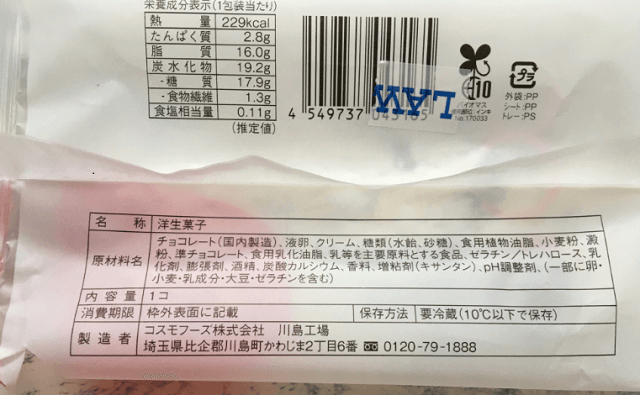 栄養成分表示(1包装当たり)
熱量 229kcal
たんぱく質 2.8g
脂質 16.0g
炭水化物 19.2g
-糖質 17.9g
-食物繊維 1.3g
食塩相当量 0.11g
(推定値)
4 549737 043165
LAW
10
バイオマス
No.170033
プラ
外袋:PP
シート:PP
トレー:PS
名称 洋生菓子
原材料名 チョコレート(国内製造)、液卵、クリーム、糖類(水飴、砂糖)、食用植物油脂、小麦粉、澱
粉、準チョコレート、食用乳化油脂、乳等を主要原料とする食品、ゼラチン/トレハロース、乳
化剤、膨張剤、酒精、炭酸カルシウム、香料、増粘剤(キサンタン)、pH調整剤、(一部に卵・
小麦・乳成分・大豆・ゼラチンを含む)
内容量 1コ
消費期限 枠外表面に記載 保存方法 要冷蔵(10℃以下で保存)
製造者 コスモフーズ株式会社 川島工場
埼玉県比企郡川島町かわじま2丁目6番 0120-79-1888